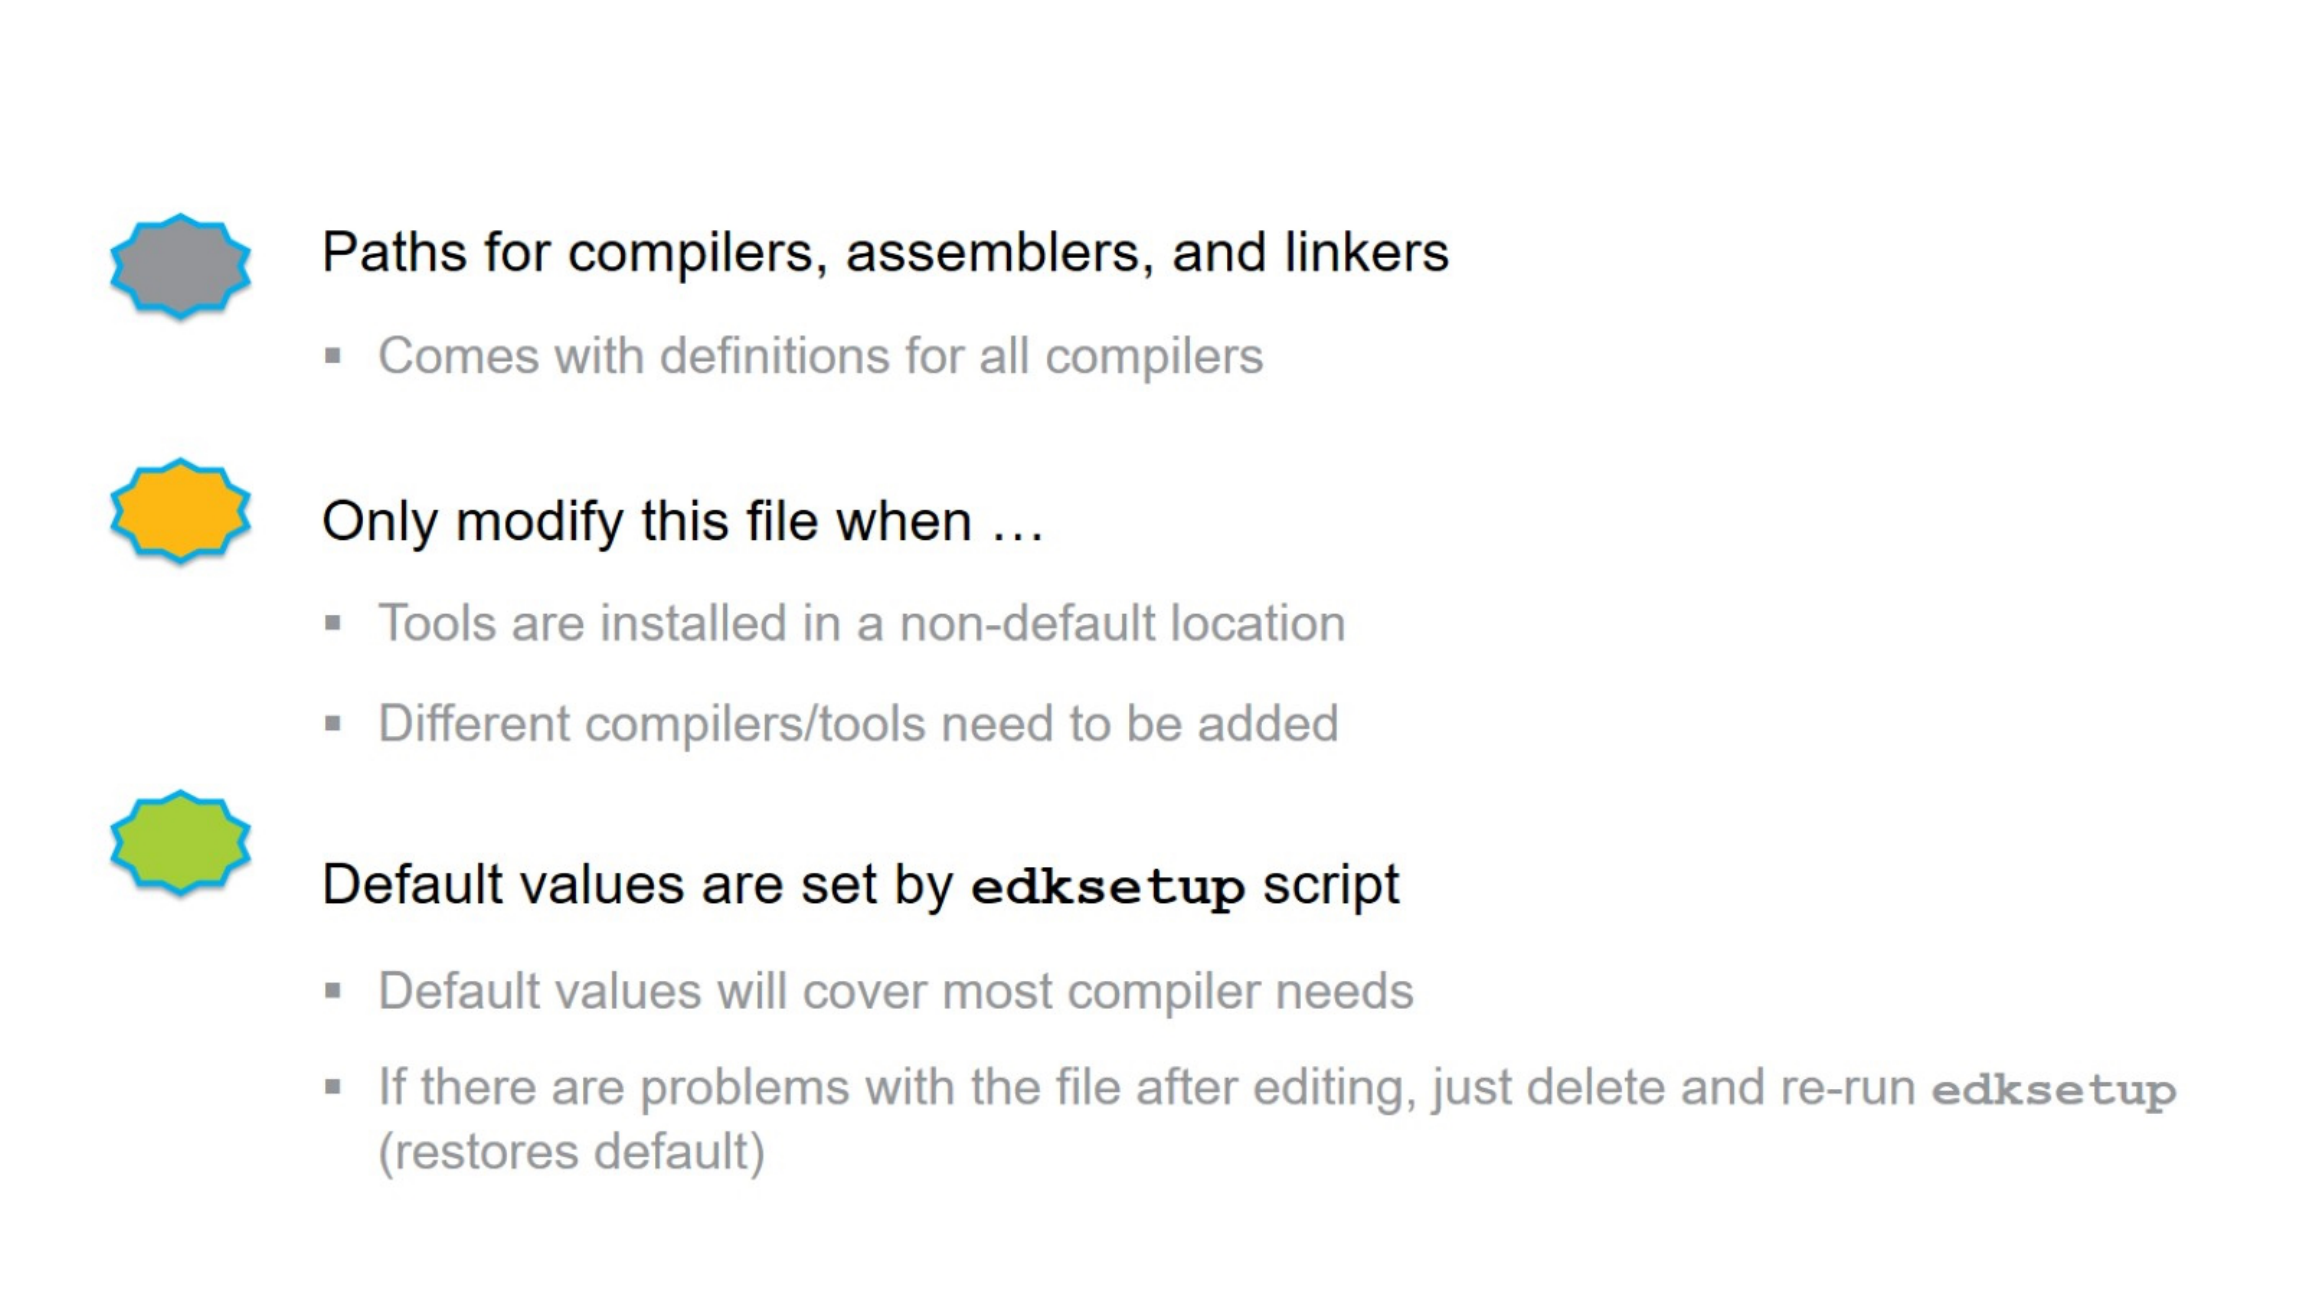 Paths for compilers, assemblers, and linkers
▪ Comes with definitions for all compilers
Only modify this file when …
▪ Tools are installed in a non-default location
▪ Different compilers/tools need to be added
Default values are set by edksetup script
▪ Default values will cover most compiler needs
▪ If there are problems with the file after editing, just delete and re-run edksetup
(restores default)